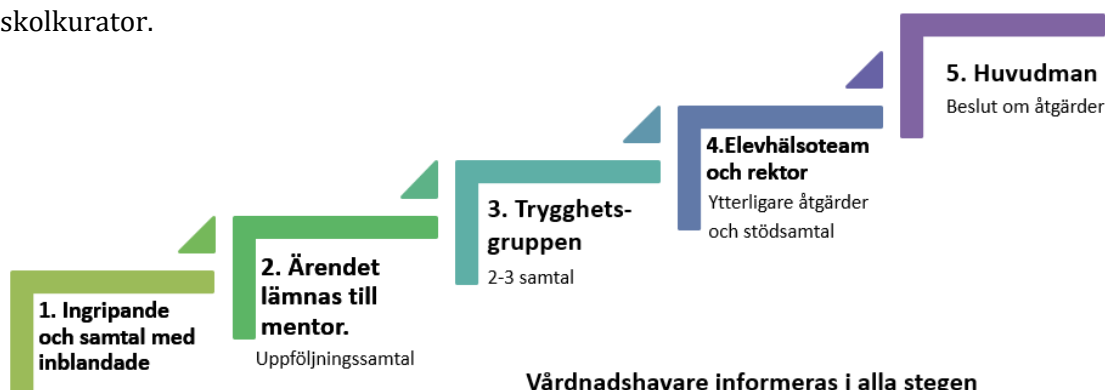 skolkurator.
1. Ingripande
och samtal med
inblandade
2. Ärendet
lämnas till
mentor.
Uppföljningssamtal
3. Trygghets-
gruppen
2-3 samtal
4.Elevhälsoteam
och rektor
Ytterligare åtgärder
och stödsamtal
5. Huvudman
Beslut om åtgärder
Vårdnadshavare informeras i alla stegen